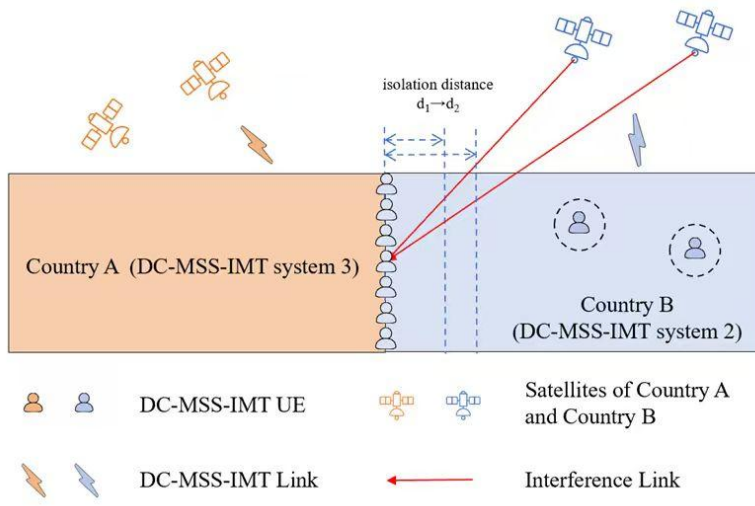 isolation distance
d₁→d₂
Country A (DC-MSS-IMT system 3)
Country B
(DC-MSS-IMT system 2)
DC-MSS-IMT UE
Satellites of Country A
and Country B
DC-MSS-IMT Link
Interference Link